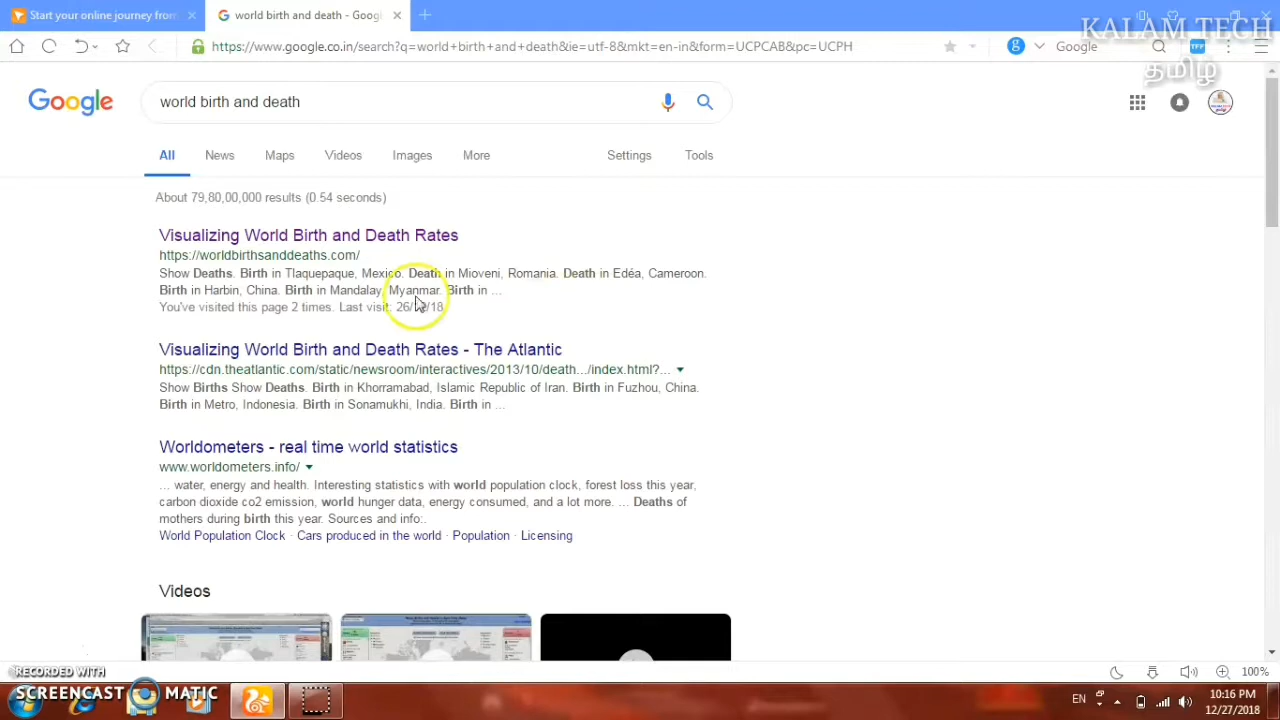 Start your online journey from
world birth and death - Googl
KALAM TECH
தமிழ்
https://www.google.co.in/search?q=world+birth+and+death&ie=utf-8&mkt=en-in&form=UCPCAB&pc=UCPH
Google
Google
world birth and death
All News Maps Videos Images More Settings Tools
About 79,80,00,000 results (0.54 seconds)
Visualizing World Birth and Death Rates
https://worldbirthsanddeaths.com/
Show Deaths. Birth in Tlaquepaque, Mexico. Death in Mioveni, Romania. Death in Edéa, Cameroon.
Birth in Harbin, China. Birth in Mandalay, Myanmar. Birth in ...
You've visited this page 2 times. Last visit:
Visualizing World Birth and Death Rates - The Atlantic
https://cdn.theatlantic.com/static/newsroom/interactives/2013/10/death.../index.html?...
Show Births Show Deaths. Birth in Khorramabad, Islamic Republic of Iran. Birth in Fuzhou, China.
Birth in Metro, Indonesia. Birth in Sonamukhi, India. Birth in ...
Worldometers - real time world statistics
www.worldometers.info/
... water, energy and health. Interesting statistics with world population clock, forest loss this year,
carbon dioxide co2 emission, world hunger data, energy consumed, and a lot more. ... Deaths of
mothers during birth this year. Sources and info:.
World Population Clock · Cars produced in the world · Population · Licensing
Videos
RECORDED WITH
SCREENCAST MATIC
100%
EN
10:16 PM
12/27/2018